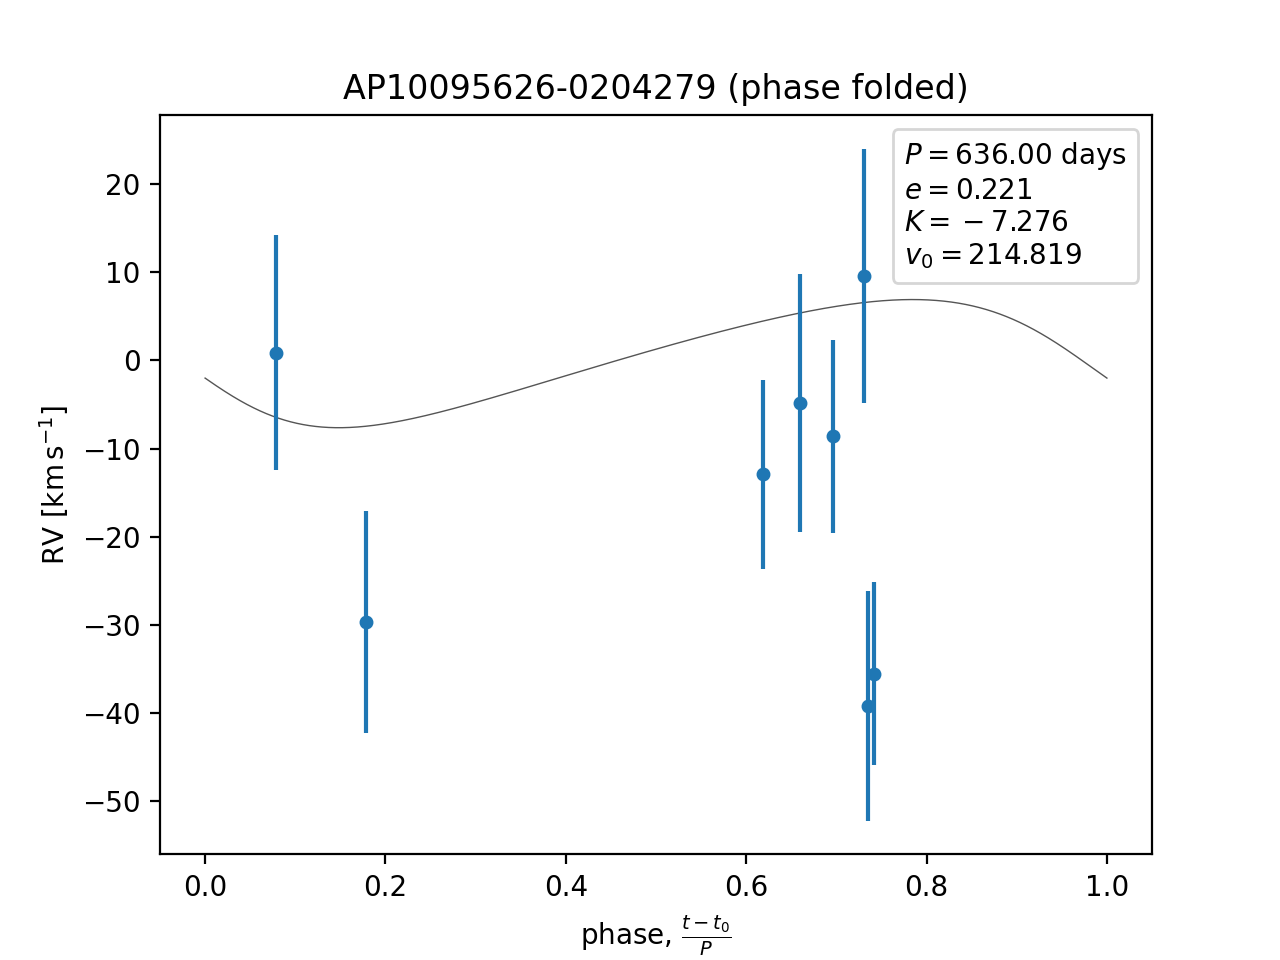 AP10095626-0204279 (phase folded)
P = 636.00 days
e = 0.221
K = −7.276
v₀ = 214.819
20
10
0
−10
−20
−30
−40
−50
RV [km s⁻¹]
0.0 0.2 0.4 0.6 0.8 1.0
phase, (t − t₀)/P